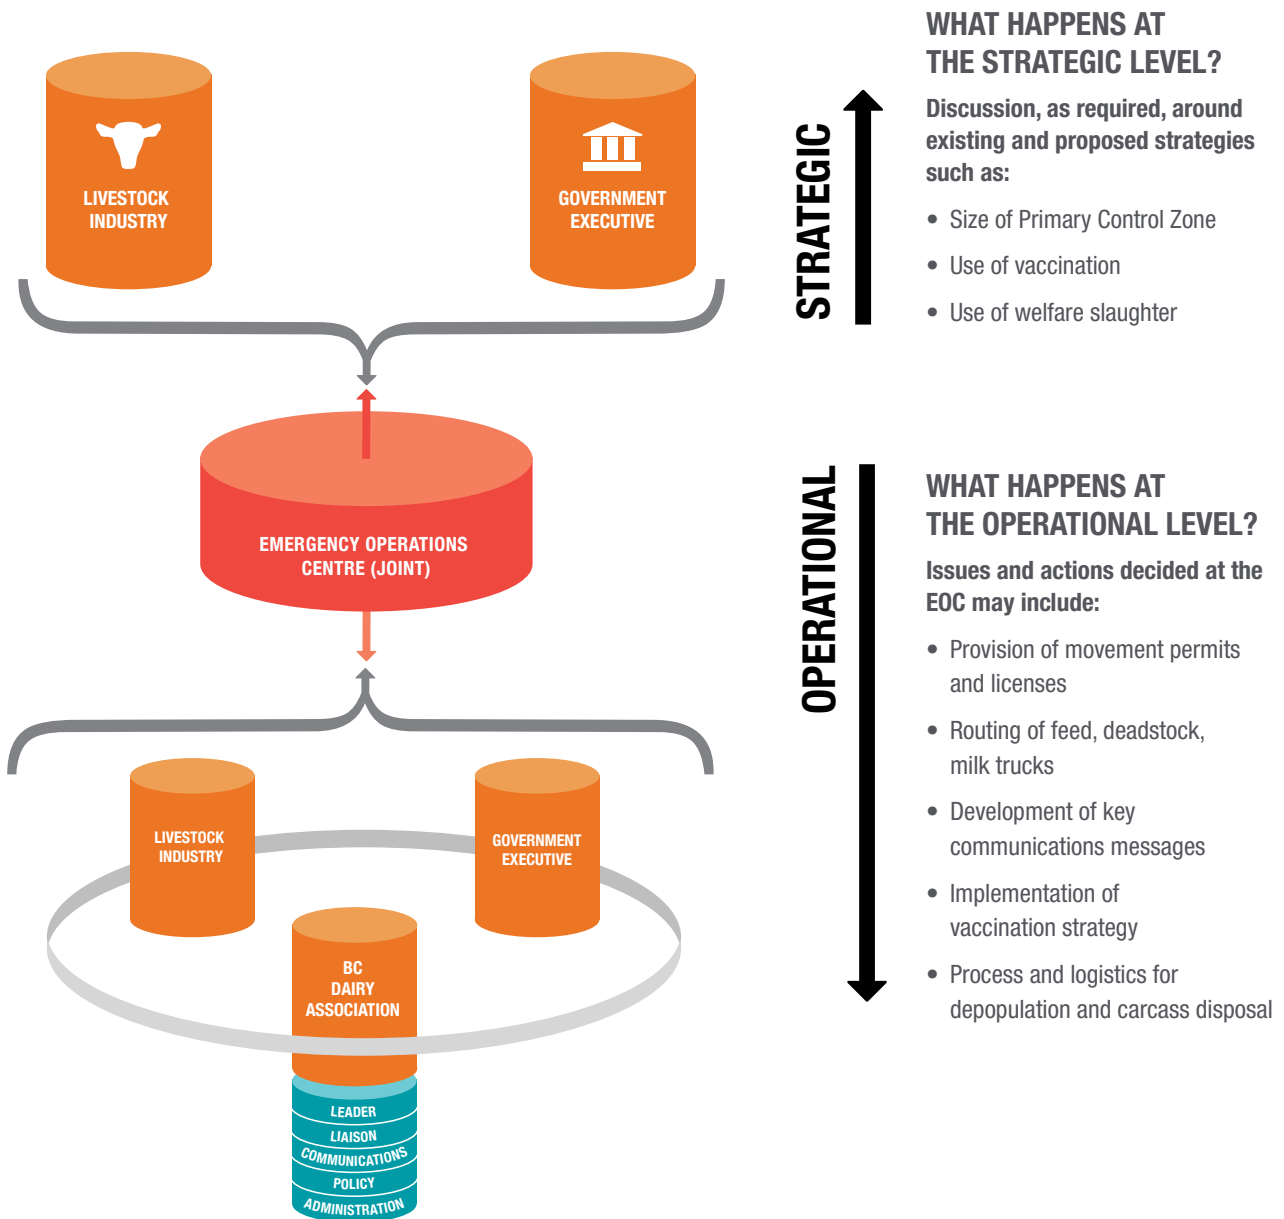 LIVESTOCK
INDUSTRY
GOVERNMENT
EXECUTIVE
EMERGENCY OPERATIONS
CENTRE (JOINT)
LIVESTOCK
INDUSTRY
GOVERNMENT
EXECUTIVE
BC
DAIRY
ASSOCIATION
LEADER
LIAISON
COMMUNICATIONS
POLICY
ADMINISTRATION
STRATEGIC
WHAT HAPPENS AT
THE STRATEGIC LEVEL?
Discussion, as required, around
existing and proposed strategies
such as:
• Size of Primary Control Zone
• Use of vaccination
• Use of welfare slaughter
OPERATIONAL
WHAT HAPPENS AT
THE OPERATIONAL LEVEL?
Issues and actions decided at the
EOC may include:
• Provision of movement permits
and licenses
• Routing of feed, deadstock,
milk trucks
• Development of key
communications messages
• Implementation of
vaccination strategy
• Process and logistics for
depopulation and carcass disposal